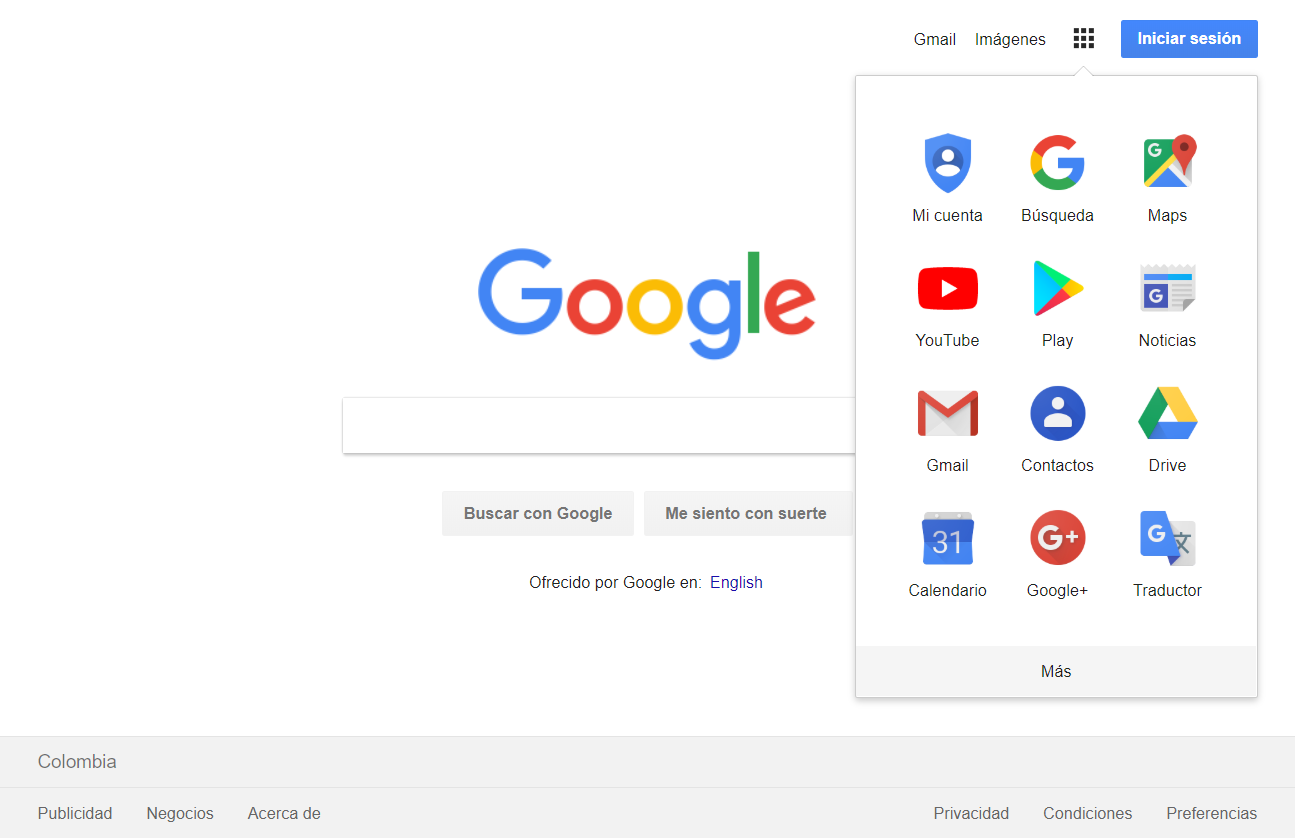 Gmail Imágenes Iniciar sesión
Mi cuenta Búsqueda Maps
YouTube Play Noticias
Gmail Contactos Drive
31 G+
Calendario Google+ Traductor
Más
Google
Buscar con Google Me siento con suerte
Ofrecido por Google en: English
Colombia
Publicidad Negocios Acerca de Privacidad Condiciones Preferencias